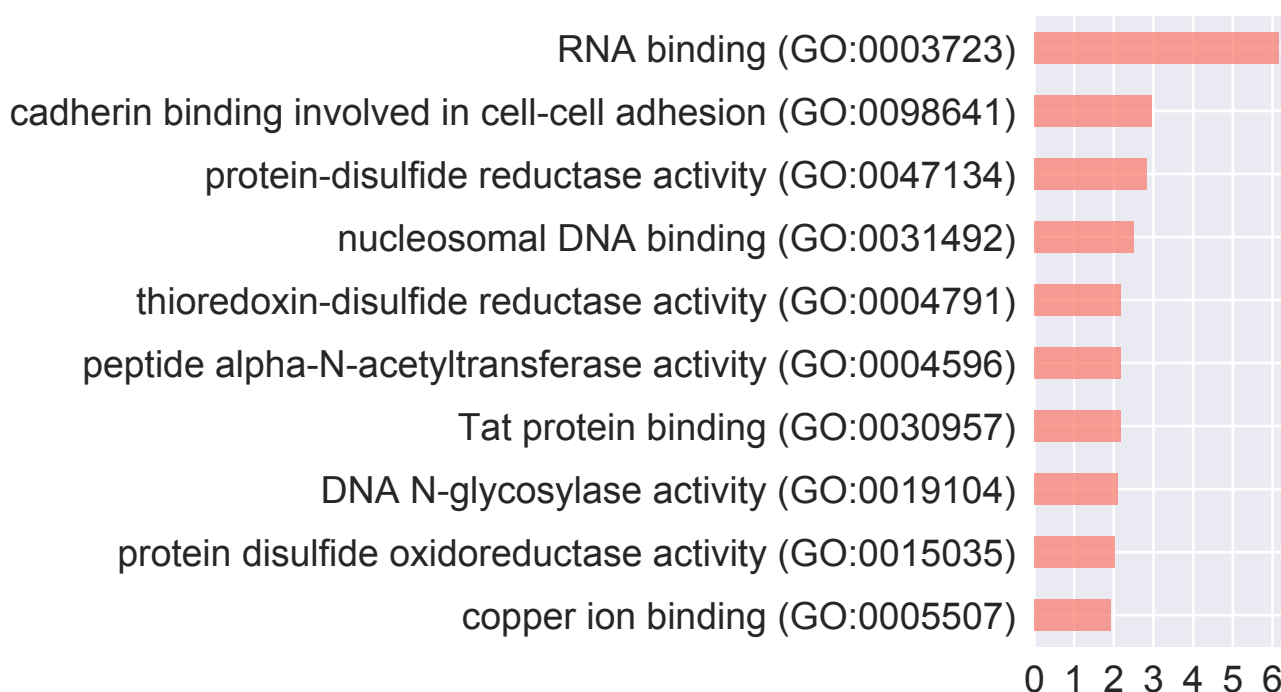 RNA binding (GO:0003723)
cadherin binding involved in cell-cell adhesion (GO:0098641)
protein-disulfide reductase activity (GO:0047134)
nucleosomal DNA binding (GO:0031492)
thioredoxin-disulfide reductase activity (GO:0004791)
peptide alpha-N-acetyltransferase activity (GO:0004596)
Tat protein binding (GO:0030957)
DNA N-glycosylase activity (GO:0019104)
protein disulfide oxidoreductase activity (GO:0015035)
copper ion binding (GO:0005507)
0 1 2 3 4 5 6